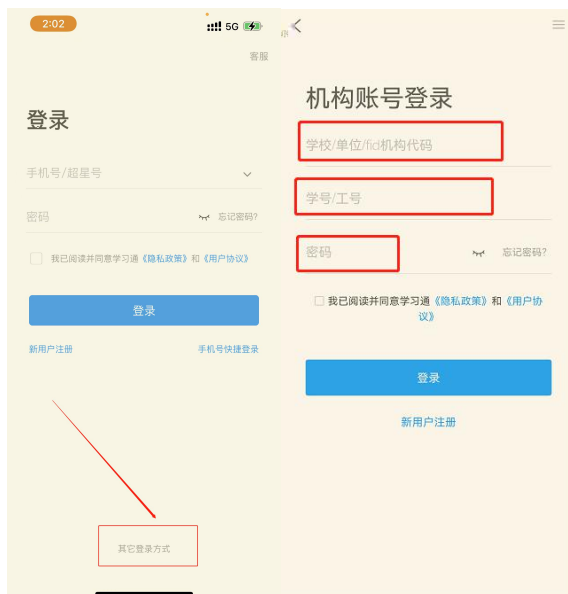 2:02
5G
客服
登录
手机号/超星号
密码
忘记密码?
我已阅读并同意学习通《隐私政策》和《用户协议》
登录
新用户注册
手机号快捷登录
其它登录方式
机构账号登录
学校/单位/fid机构代码
学号/工号
密码
忘记密码?
我已阅读并同意学习通《隐私政策》和《用户协
议》
登录
新用户注册